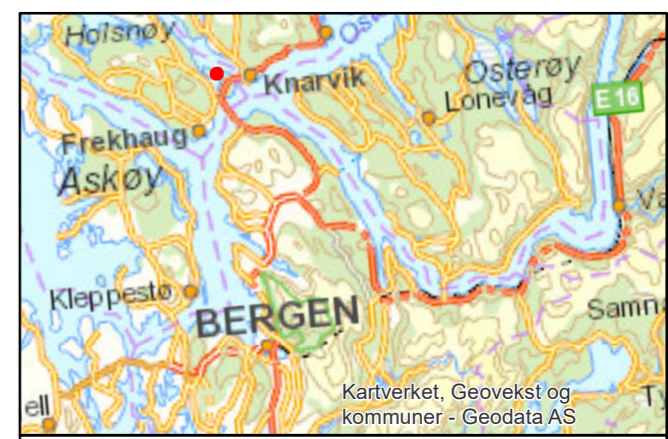 Holsnøy
Knarvik
Osterøy
Lonevåg
E 16
Frekhaug
Askøy
Kleppestø
BERGEN
Samn
Kartverket, Geovekst og
kommuner - Geodata AS
ell